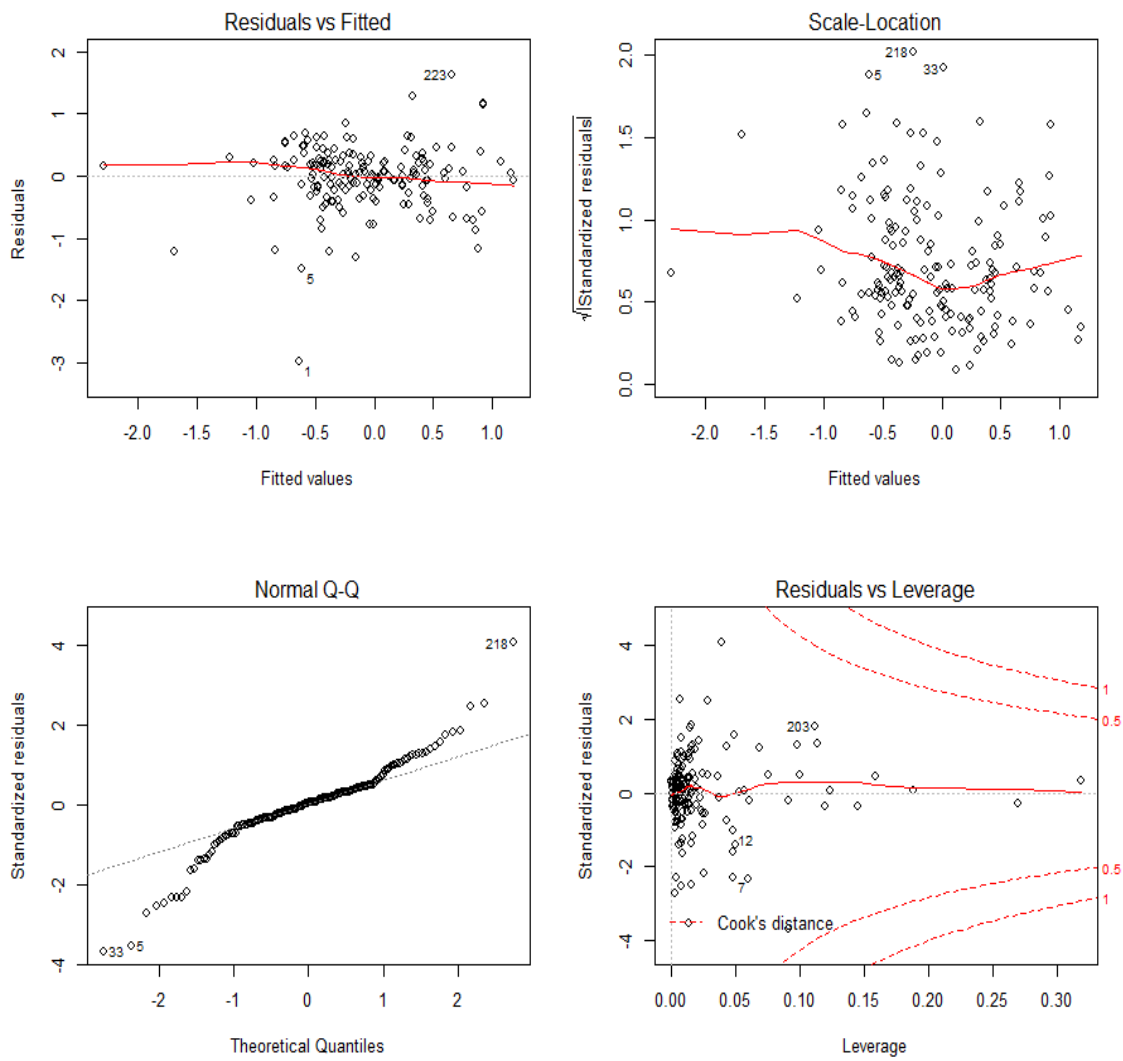 Residuals vs Fitted
2
1
0
-1
-2
-3
Residuals
223
5
1
-2.0 -1.5 -1.0 -0.5 0.0 0.5 1.0
Fitted values
Scale-Location
2.0
1.5
1.0
0.5
0.0
√|Standardized residuals|
218
5
33
-2.0 -1.5 -1.0 -0.5 0.0 0.5 1.0
Fitted values
Normal Q-Q
4
2
0
-2
-4
Standardized residuals
218
33
5
-2 -1 0 1 2
Theoretical Quantiles
Residuals vs Leverage
4
2
0
-2
-4
Standardized residuals
1
0.5
203
12
7
0.5
1
Cook's distance
0.00 0.05 0.10 0.15 0.20 0.25 0.30
Leverage